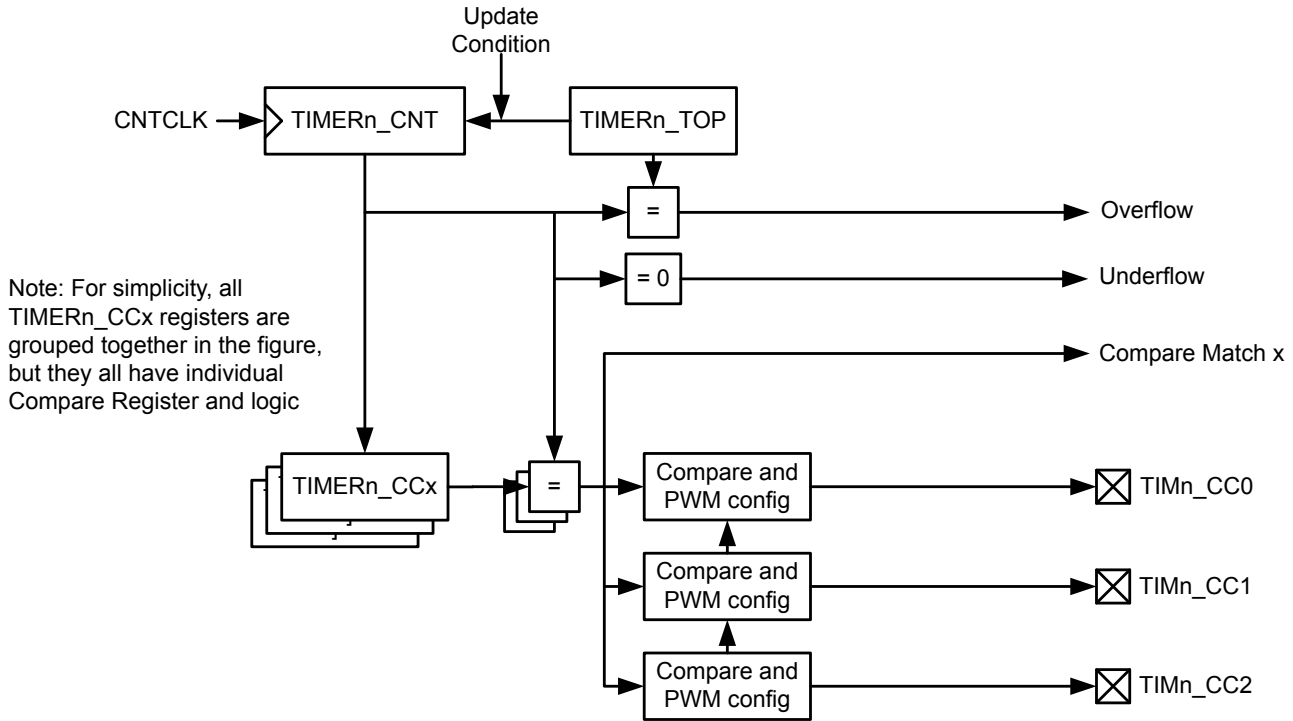 Update
Condition
CNTCLK
TIMERn_CNT
TIMERn_TOP
=
Overflow
= 0
Underflow
Note: For simplicity, all
TIMERn_CCx registers are
grouped together in the figure,
but they all have individual
Compare Register and logic
Compare Match x
TIMERn_CCx
=
Compare and
PWM config
TIMn_CC0
Compare and
PWM config
TIMn_CC1
Compare and
PWM config
TIMn_CC2